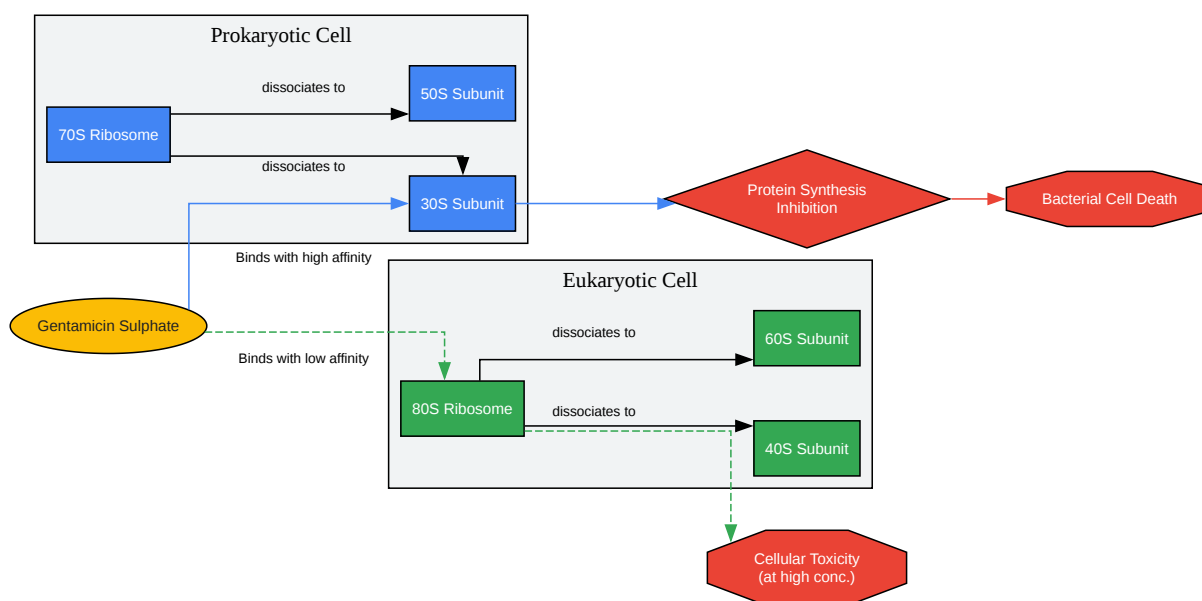 Prokaryotic Cell
dissociates to
50S Subunit
70S Ribosome
dissociates to
30S Subunit
Protein Synthesis
Inhibition
Bacterial Cell Death
Binds with high affinity
Eukaryotic Cell
Gentamicin Sulphate
dissociates to
60S Subunit
Binds with low affinity
80S Ribosome
dissociates to
40S Subunit
Cellular Toxicity
(at high conc.)